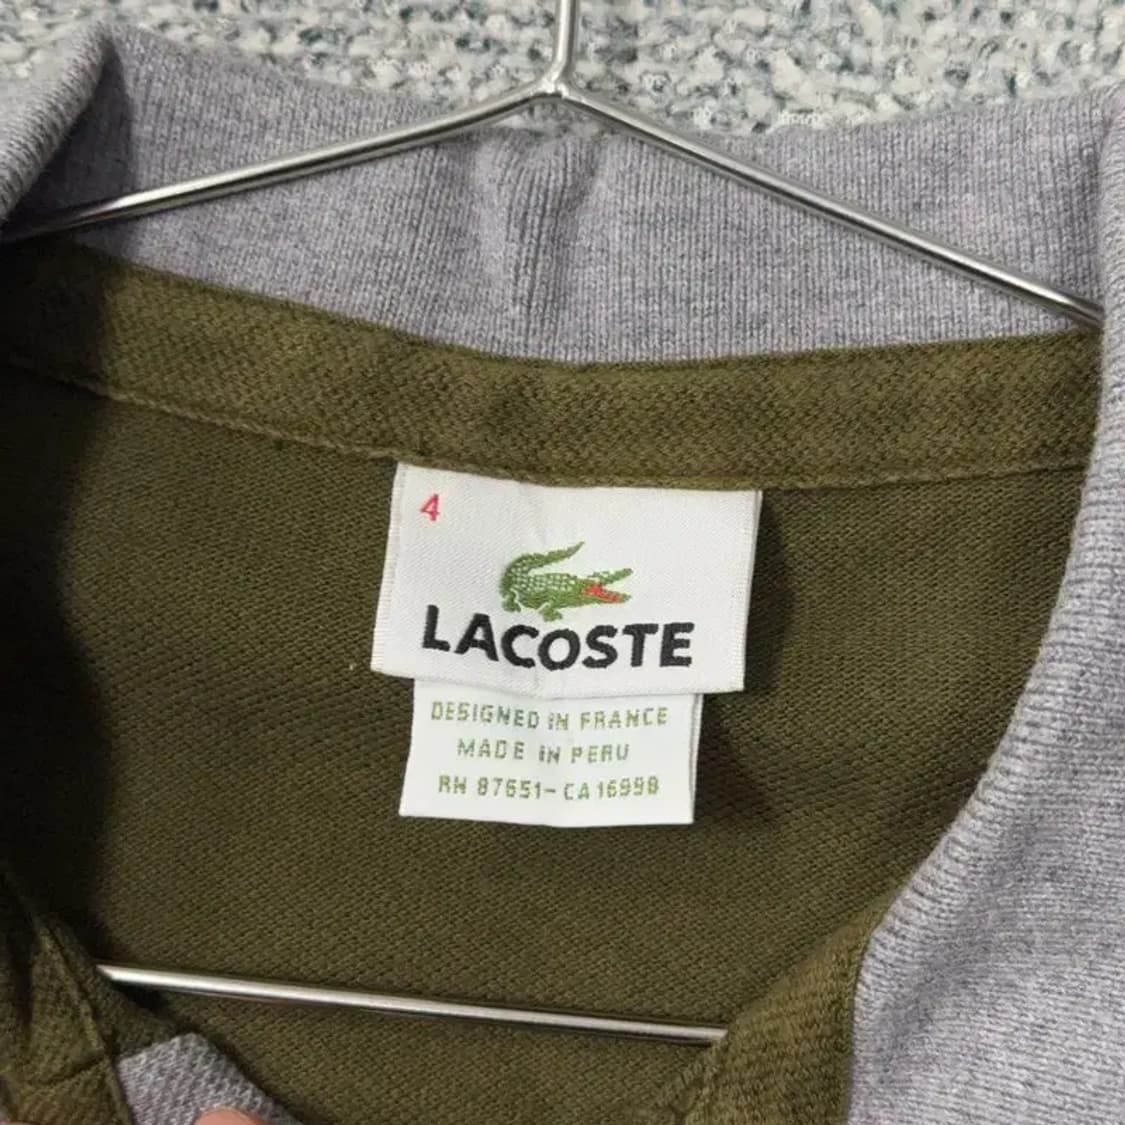 4
LACOSTE
DESIGNED IN FRANCE
MADE IN PERU
RN 87651-CA 16998